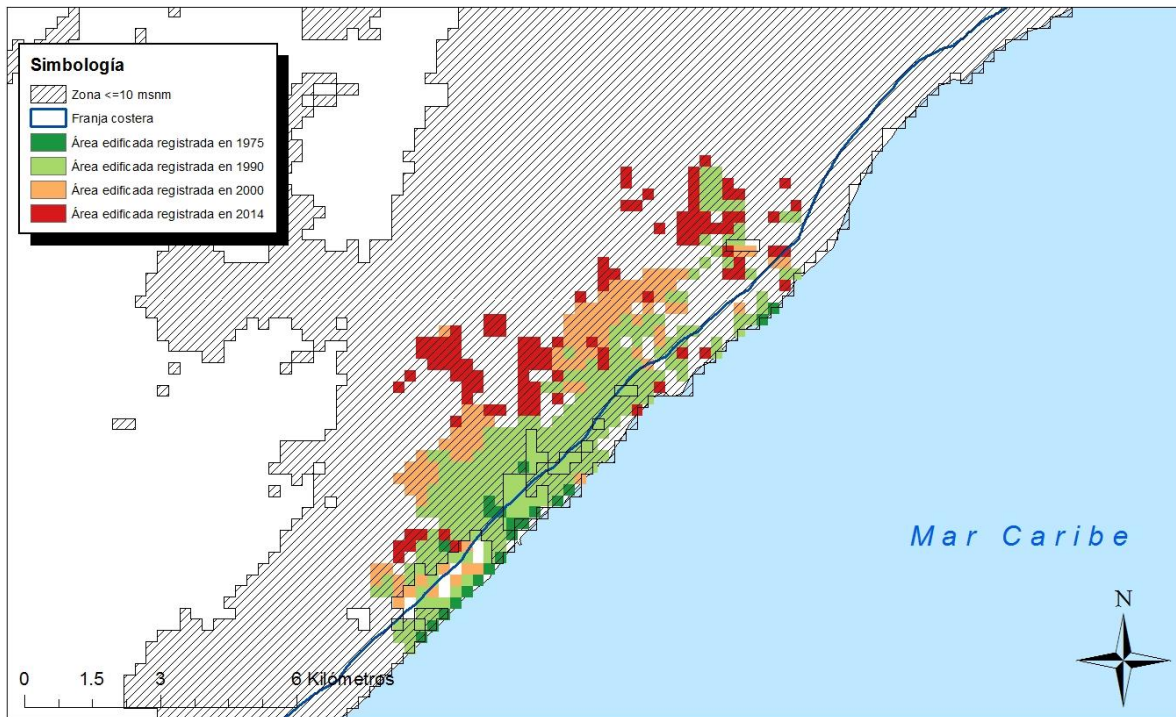 Simbología
Zona <=10 msnm
Franja costera
Área edificada registrada en 1975
Área edificada registrada en 1990
Área edificada registrada en 2000
Área edificada registrada en 2014
Mar Caribe
N
0 1.5 3 6 Kilómetros